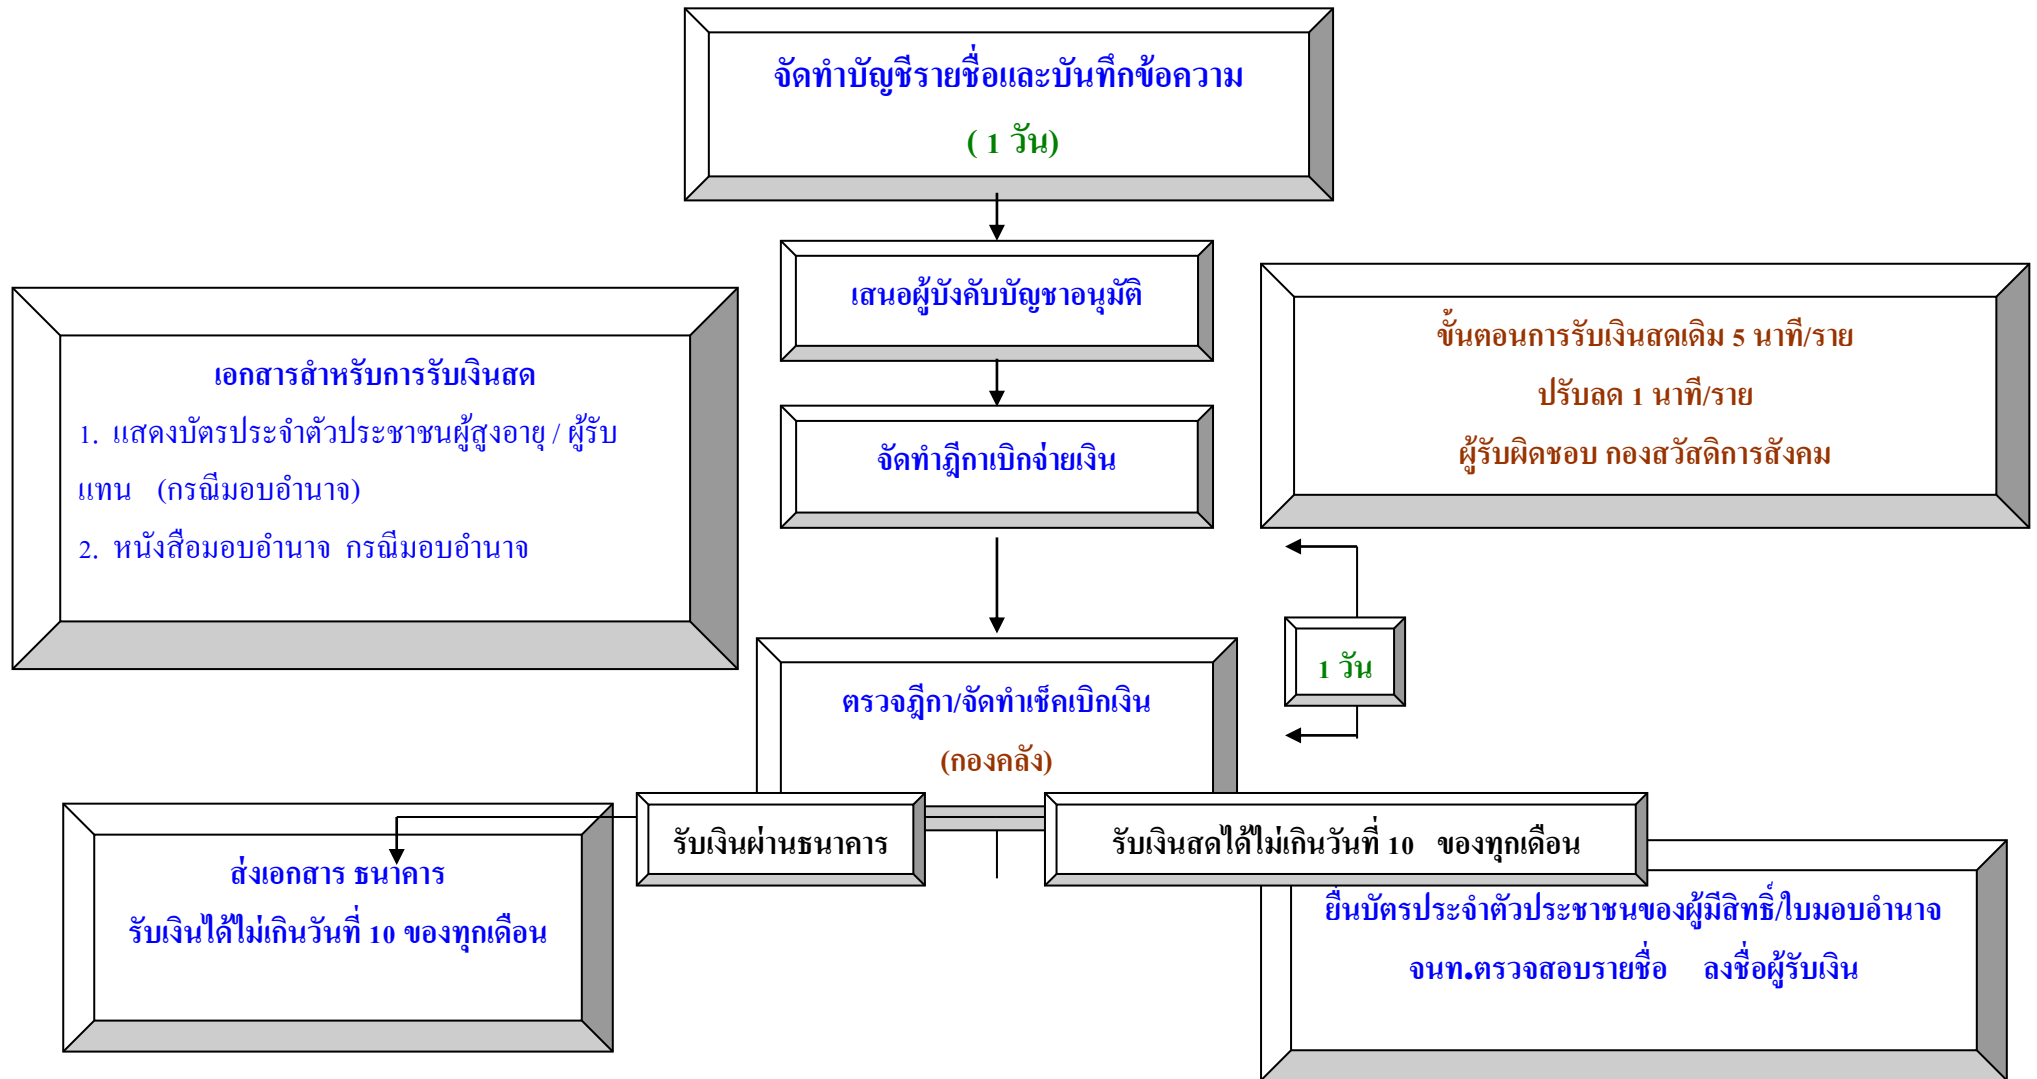 จัดทำบัญชีรายชื่อและบันทึกข้อความ
( 1 วัน)
เสนอผู้บังคับบัญชาอนุมัติ
เอกสารสำหรับการรับเงินสด
1. แสดงบัตรประจำตัวประชาชนผู้สูงอายุ / ผู้รับ
แทน (กรณีมอบอำนาจ)
2. หนังสือมอบอำนาจ กรณีมอบอำนาจ
จัดทำฎีกาเบิกจ่ายเงิน
ขั้นตอนการรับเงินสดเดิม 5 นาที/ราย
ปรับลด 1 นาที/ราย
ผู้รับผิดชอบ กองสวัสดิการสังคม
1 วัน
ตรวจฎีกา/จัดทำเช็คเบิกเงิน
(กองคลัง)
รับเงินผ่านธนาคาร
รับเงินสดได้ไม่เกินวันที่ 10 ของทุกเดือน
ส่งเอกสาร ธนาคาร
รับเงินได้ไม่เกินวันที่ 10 ของทุกเดือน
ยื่นบัตรประจำตัวประชาชนของผู้มีสิทธิ์/ใบมอบอำนาจ
จนท.ตรวจสอบรายชื่อ ลงชื่อผู้รับเงิน